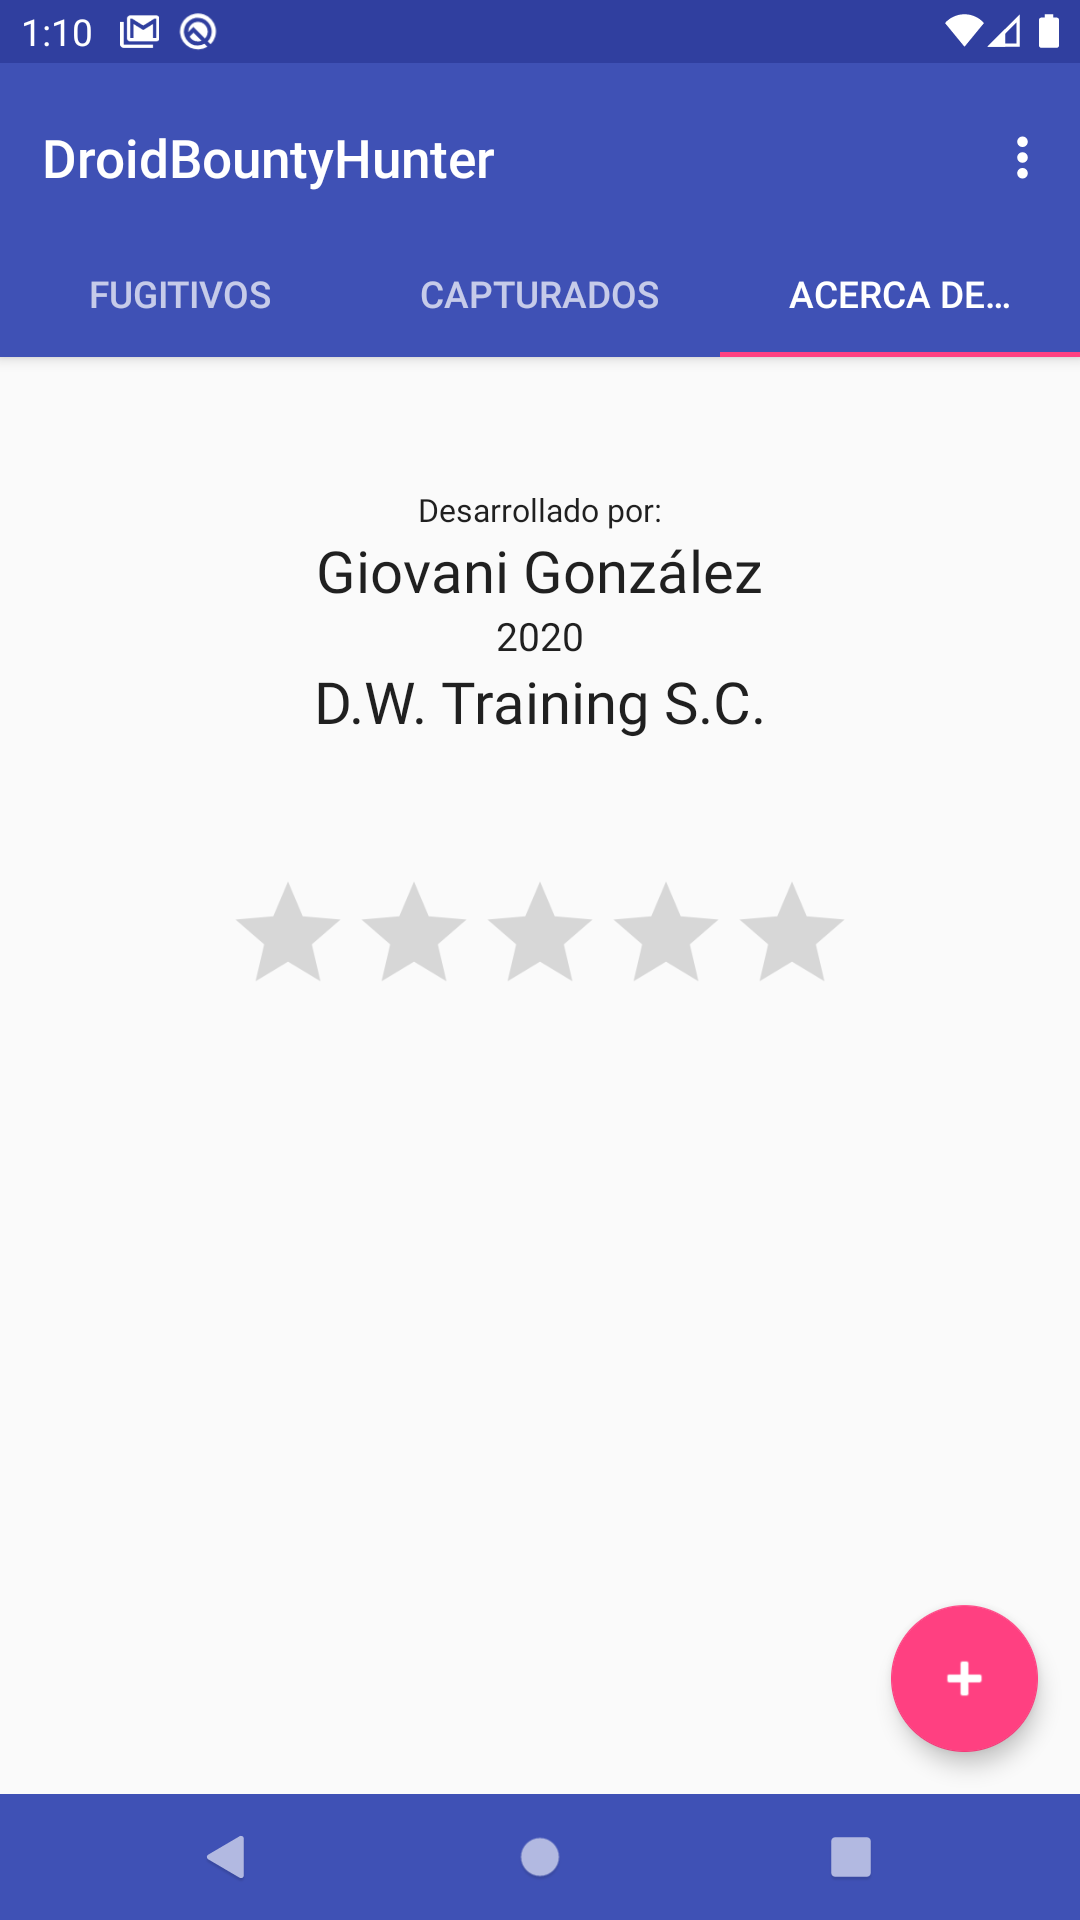 1:10
DroidBountyHunter
FUGITIVOS CAPTURADOS ACERCA DE...
Desarrollado por:
Giovani González
2020
D.W. Training S.C.